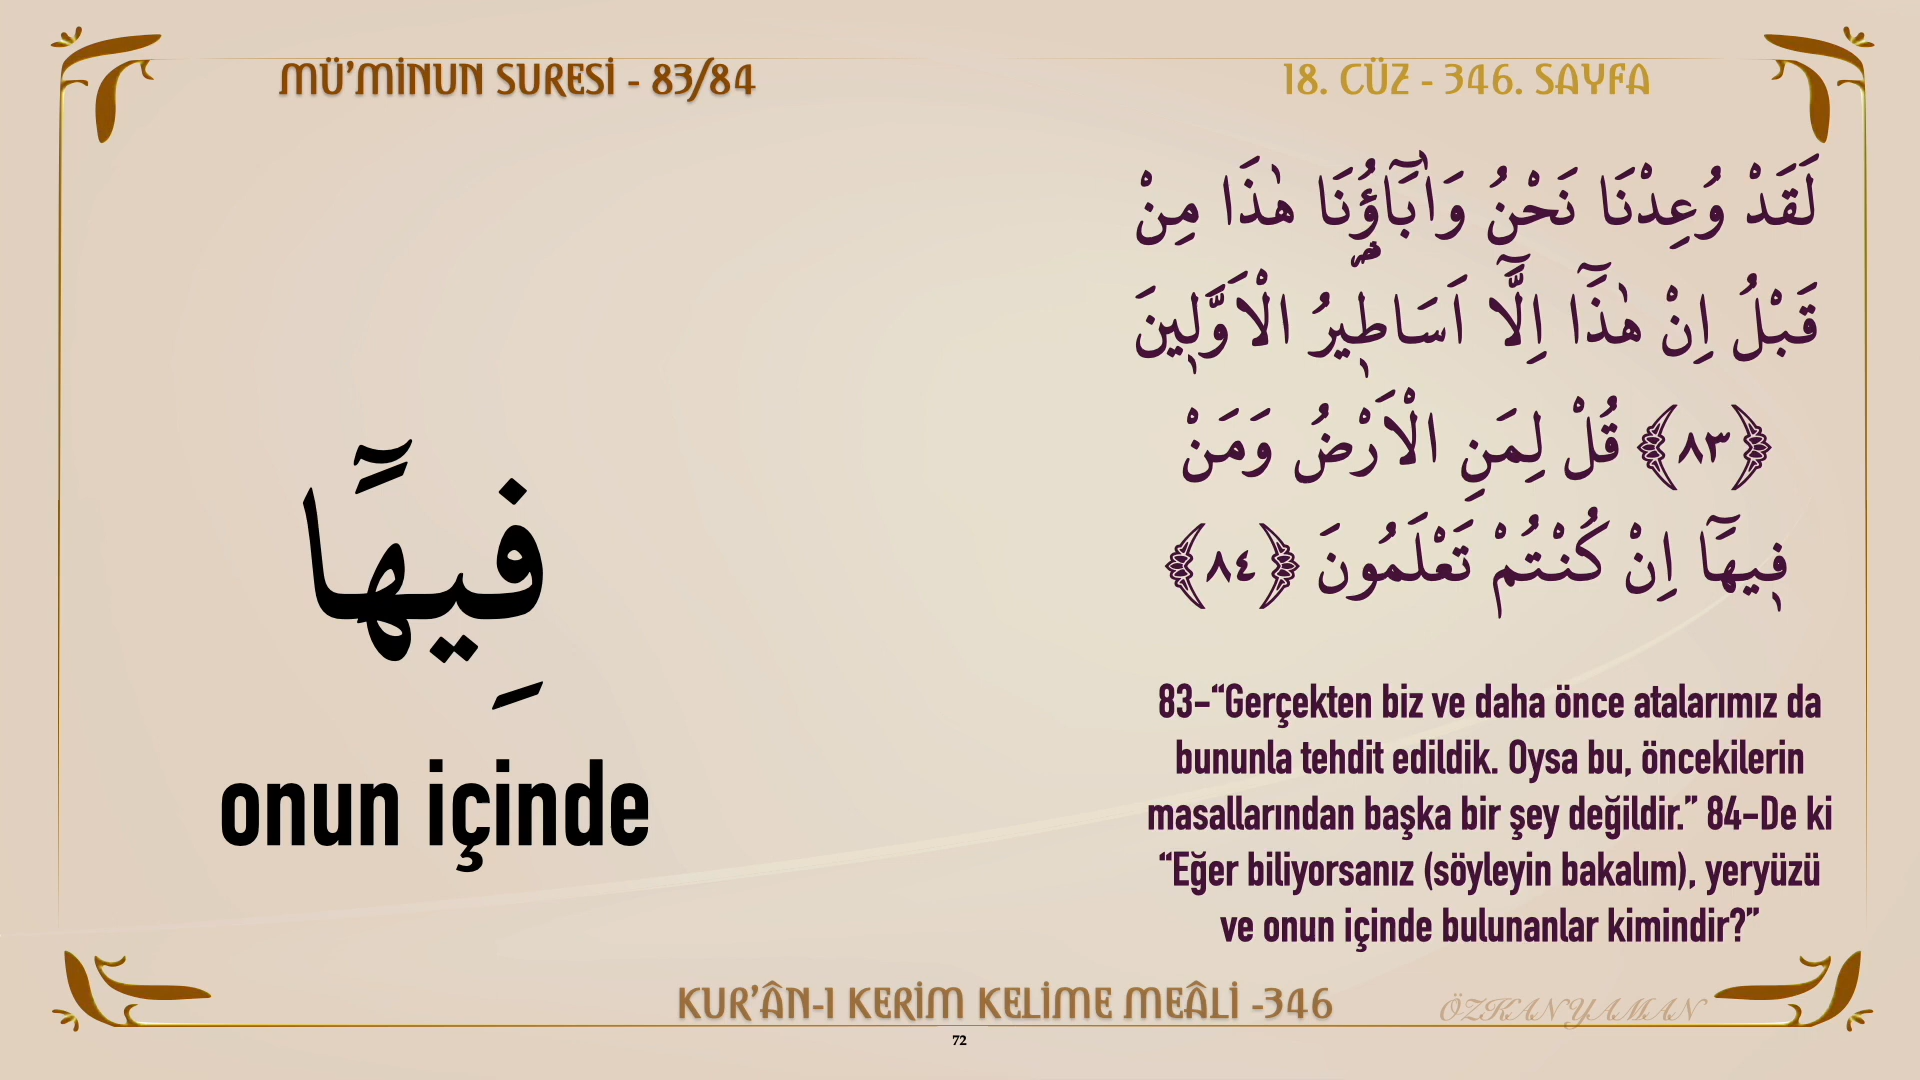 MÜ’MİNUN SURESİ - 83/84
18. CÜZ - 346. SAYFA
لَقَدْ وُعِدْنَا نَحْنُ وَاٰبَٓاؤُ۬نَا هٰذَا مِنْ
قَبْلُ اِنْ هٰذَٓا اِلَّٓا اَسَاط۪يرُ الْاَوَّل۪ينَ
﴿٨٣﴾ قُلْ لِمَنِ الْاَرْضُ وَمَنْ
ف۪يهَٓا اِنْ كُنْتُمْ تَعْلَمُونَ ﴿٨٤﴾
فِيهَٓا
onun içinde
83-“Gerçekten biz ve daha önce atalarımız da
bununla tehdit edildik. Oysa bu, öncekilerin
masallarından başka bir şey değildir.” 84-De ki
“Eğer biliyorsanız (söyleyin bakalım), yeryüzü
ve onun içinde bulunanlar kimindir?”
KUR’ÂN-I KERİM KELİME MEÂLİ -346
ÖZKAN YAMAN
72